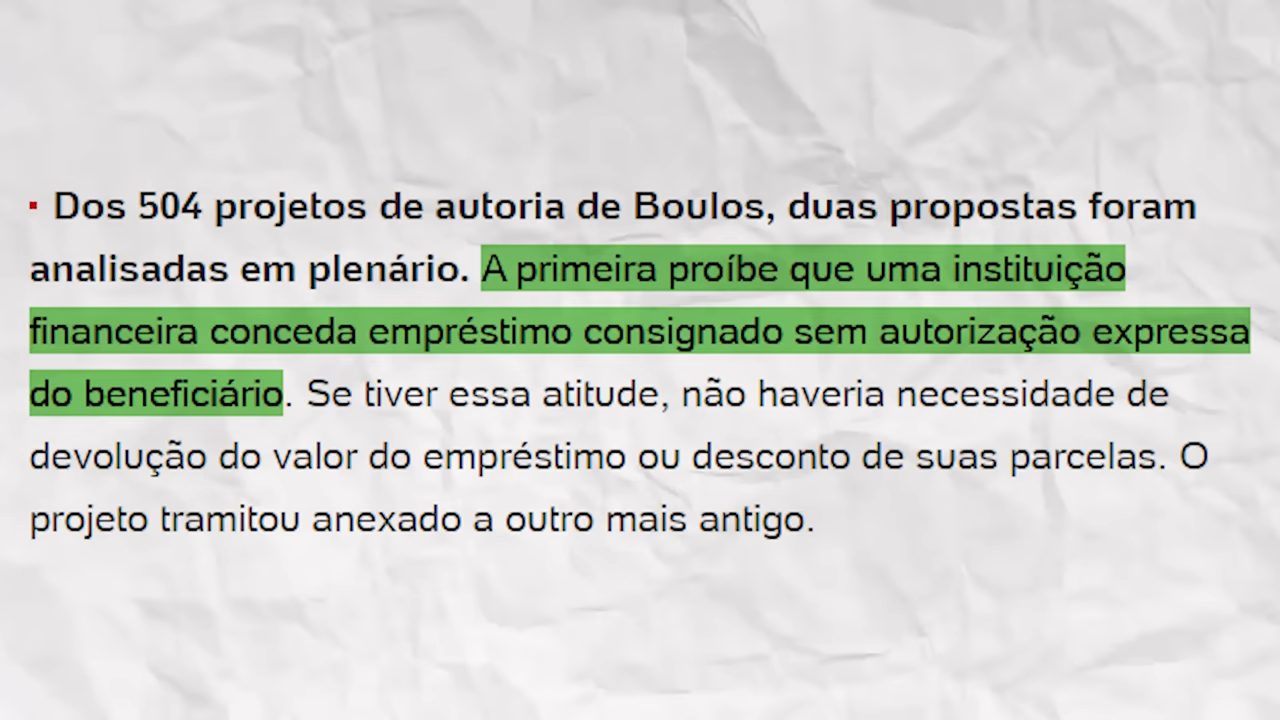 Dos 504 projetos de autoria de Boulos, duas propostas foram
analisadas em plenário. A primeira proíbe que uma instituição
financeira conceda empréstimo consignado sem autorização expressa
do beneficiário. Se tiver essa atitude, não haveria necessidade de
devolução do valor do empréstimo ou desconto de suas parcelas. O
projeto tramitou anexado a outro mais antigo.